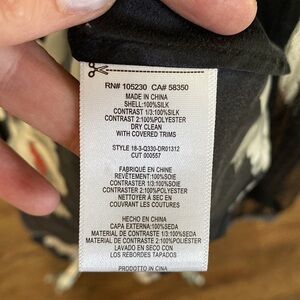 RN# 105230 CA# 58350
MADE IN CHINA
SHELL:100%SILK
CONTRAST 1/3:100%SILK
CONTRAST 2:100%POLYESTER
DRY CLEAN
WITH COVERED TRIMS
STYLE 18-3-Q330-DR01312
CUT 000557
FABRIQUÉ EN CHINE
REVÊTEMENT:100%SOIE
CONTRASTER 1/3:100%SOIE
CONTRASTER 2:100%POLYESTER
NETTOYER À SEC EN
COUVRANT LES COUTURES
HECHO EN CHINA
CAPA EXTERNA:100%SEDA
MATERIAL DE CONTRASTE 1/3:100%SEDA
MATERIAL DE CONTRASTE 2:100%POLIÉSTER
LAVADO EN SECO CON
LOS REBORDES TAPADOS
PRODOTTO IN CINA